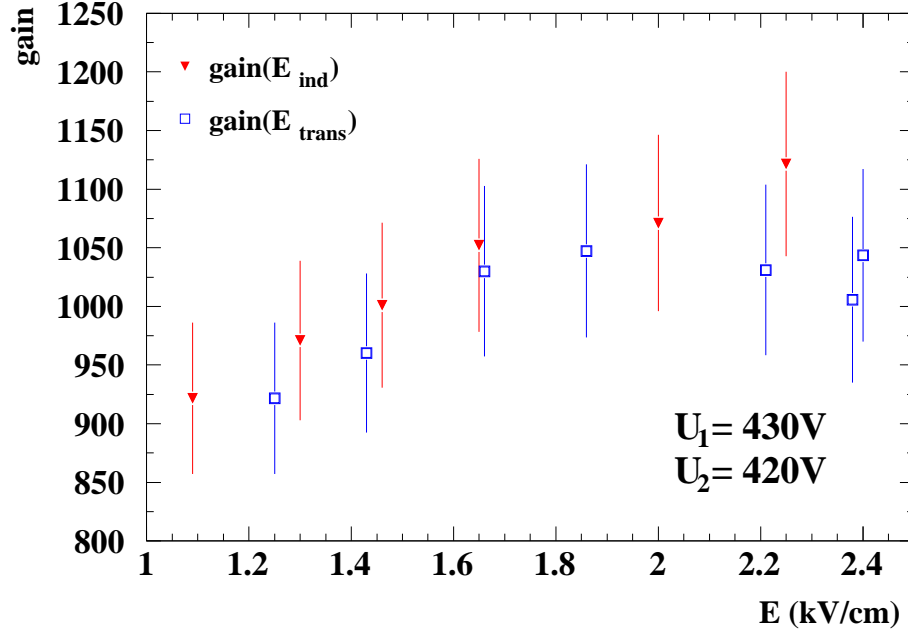 gain
1250
1200
1150
1100
1050
1000
950
900
850
800
gain(E ind)
gain(E trans)
U1= 430V
U2= 420V
1 1.2 1.4 1.6 1.8 2 2.2 2.4
E (kV/cm)